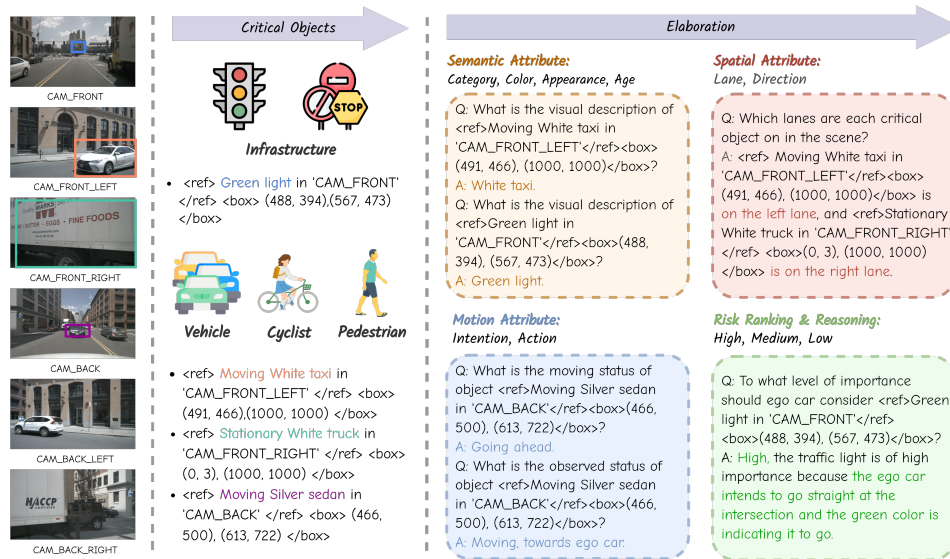 Critical Objects
Elaboration
CAM_FRONT
CAM_FRONT_LEFT
MARKS
BUTTER - EGGS - FINE FOODS
CAM_FRONT_RIGHT
CAM_BACK
CAM_BACK_LEFT
HACCP
CAM_BACK_RIGHT
STOP
Infrastructure
• <ref> Green light in 'CAM_FRONT'
</ref> <box> (488, 394),(567, 473)
</box>
Vehicle
Cyclist
Pedestrian
• <ref> Moving White taxi in
'CAM_FRONT_LEFT' </ref> <box>
(491, 466),(1000, 1000) </box>
• <ref> Stationary White truck in
'CAM_FRONT_RIGHT' </ref> <box>
(0, 3), (1000, 1000) </box>
• <ref> Moving Silver sedan in
'CAM_BACK' </ref> <box> (466,
500), (613, 722) </box>
Semantic Attribute:
Category, Color, Appearance, Age
Q: What is the visual description of
<ref>Moving White taxi in
'CAM_FRONT_LEFT'</ref><box>
(491, 466), (1000, 1000)</box>?
A: White taxi.
Q: What is the visual description of
<ref>Green light in
'CAM_FRONT'</ref><box>(488,
394), (567, 473)</box>?
A: Green light.
Spatial Attribute:
Lane, Direction
Q: Which lanes are each critical
object on in the scene?
A: <ref> Moving White taxi in
'CAM_FRONT_LEFT'</ref><box>
(491, 466), (1000, 1000)</box> is
on the left lane, and <ref>Stationary
White truck in 'CAM_FRONT_RIGHT'
</ref> <box>(0, 3), (1000, 1000)
</box> is on the right lane.
Motion Attribute:
Intention, Action
Q: What is the moving status of
object <ref>Moving Silver sedan
in 'CAM_BACK'</ref><box>(466,
500), (613, 722)</box>?
A: Going ahead.
Q: What is the observed status of
object <ref>Moving Silver sedan
in 'CAM_BACK'</ref><box>(466,
500), (613, 722)</box>?
A: Moving, towards ego car.
Risk Ranking & Reasoning:
High, Medium, Low
Q: To what level of importance
should ego car consider <ref>Green
light in 'CAM_FRONT'</ref>
<box>(488, 394), (567, 473)</box>?
A: High, the traffic light is of high
importance because the ego car
intends to go straight at the
intersection and the green color is
indicating it to go.